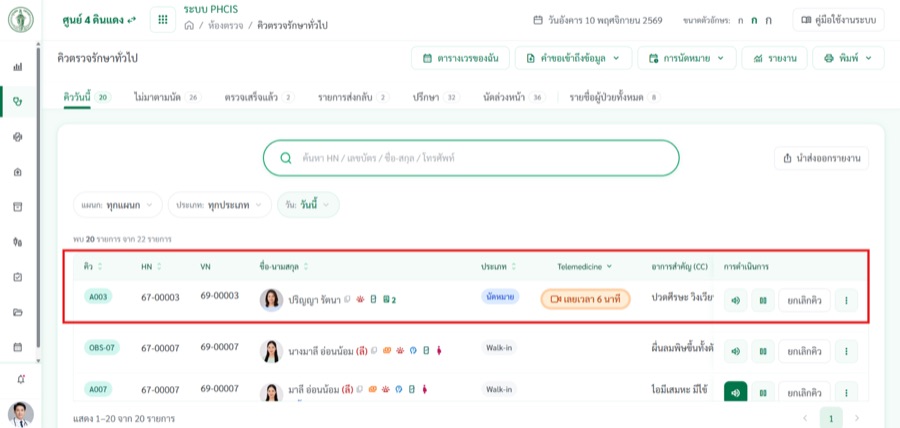 ศูนย์ 4 ดินแดง
ระบบ PHCIS
ห้องตรวจ / คิวตรวจรักษาทั่วไป
วันอังคาร 10 พฤศจิกายน 2569
ขนาดตัวอักษร: ก ก ก
คู่มือใช้งานระบบ
คิวตรวจรักษาทั่วไป
ตารางเวรของฉัน
คำขอเข้าถึงข้อมูล
การนัดหมาย
รายงาน
พิมพ์
คิววันนี้ 20
ไม่มาตามนัด 26
ตรวจเสร็จแล้ว 2
รายการส่งกลับ 2
ปรึกษา 32
นัดล่วงหน้า 36
รายชื่อผู้ป่วยทั้งหมด 8
ค้นหา HN / เลขบัตร / ชื่อ-สกุล / โทรศัพท์
นำส่งออกรายงาน
แผนก: ทุกแผนก
ประเภท: ทุกประเภท
วัน: วันนี้
พบ 20 รายการ จาก 22 รายการ
คิว HN VN ชื่อ-นามสกุล ประเภท Telemedicine อาการสำคัญ (CC) การดำเนินการ
A003 67-00003 69-00003 ปริญญา รัตนา 2 นัดหมาย เลยเวลา 6 นาที ปวดศีรษะ วิงเวีย ยกเลิกคิว
OBS-07 67-00007 69-00007 นางมาลี อ่อนน้อม (ลี) Walk-in ผื่นลมพิษขึ้นทั้งตั ยกเลิกคิว
A007 67-00007 69-00007 มาลี อ่อนน้อม (ลี) Walk-in ไอมีเสมหะ มีไข้ ยกเลิกคิว
แสดง 1–20 จาก 20 รายการ
1